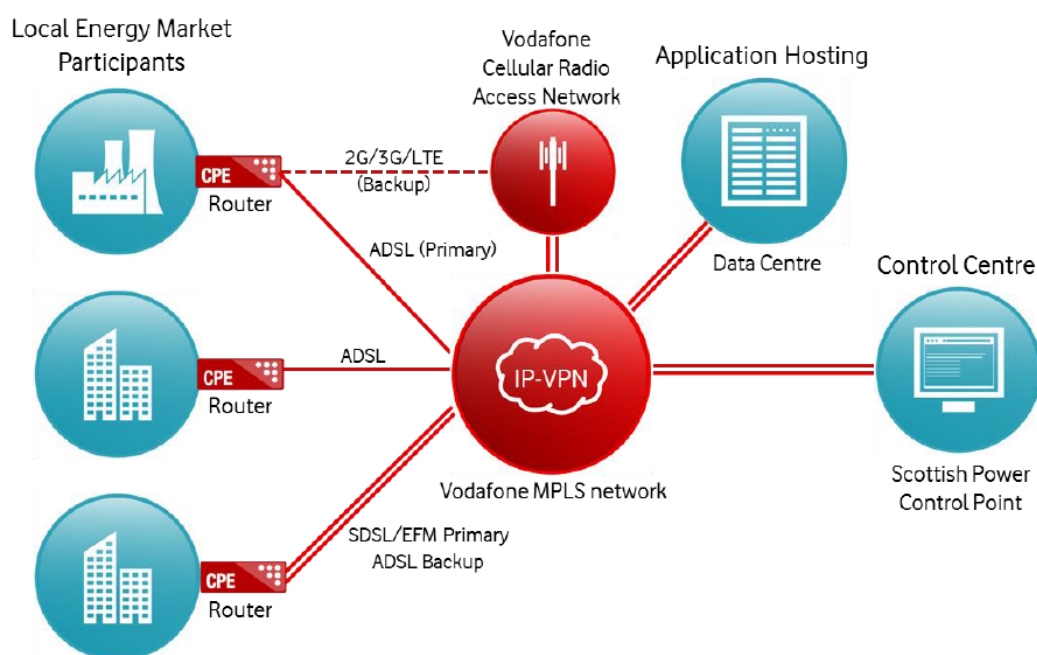 Local Energy Market
Participants
Vodafone
Cellular Radio
Access Network
Application Hosting
CPE
Router
2G/3G/LTE
(Backup)
ADSL (Primary)
Data Centre
Control Centre
CPE
Router
ADSL
IP-VPN
Vodafone MPLS network
Scottish Power
Control Point
SDSL/EFM Primary
ADSL Backup
CPE
Router